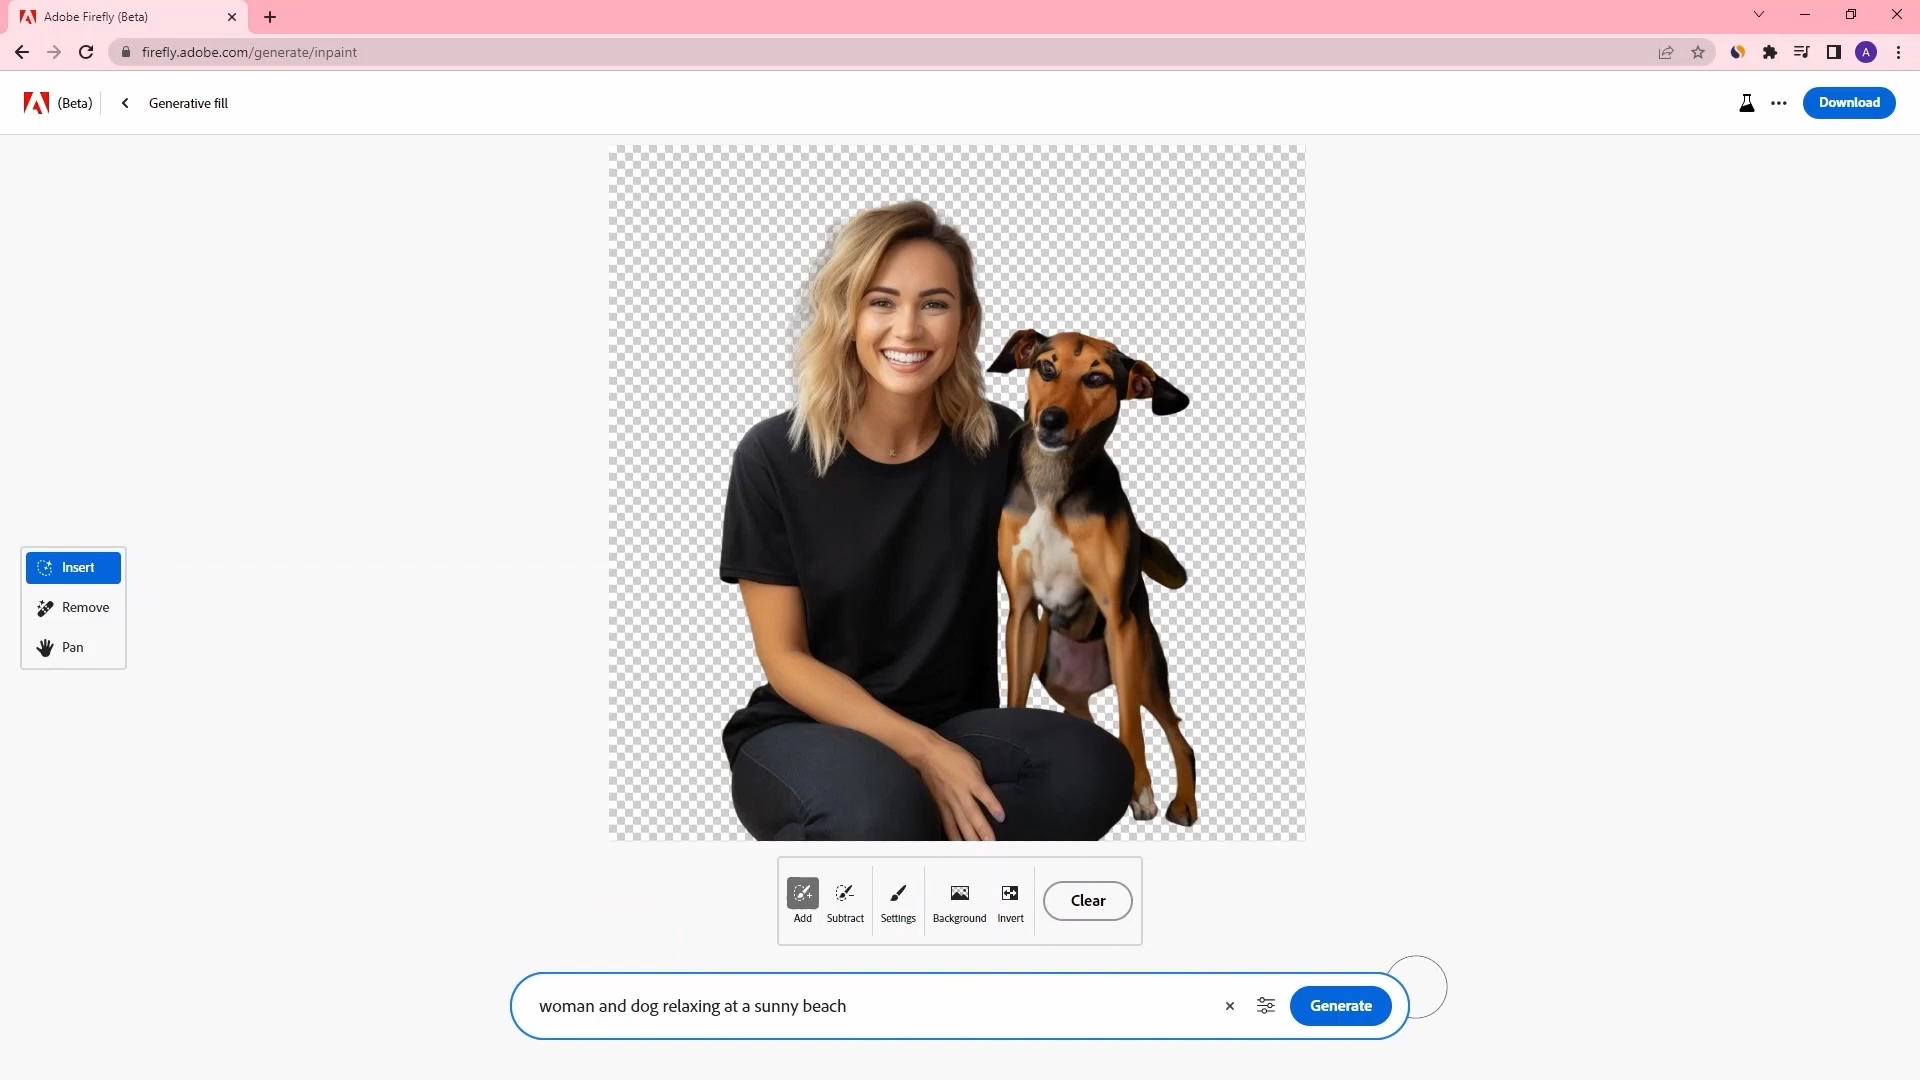 Adobe Firefly (Beta)
firefly.adobe.com/generate/inpaint
A
(Beta)
Generative fill
Download
Insert
Remove
Pan
Add
Subtract
Settings
Background
Invert
Clear
woman and dog relaxing at a sunny beach
Generate